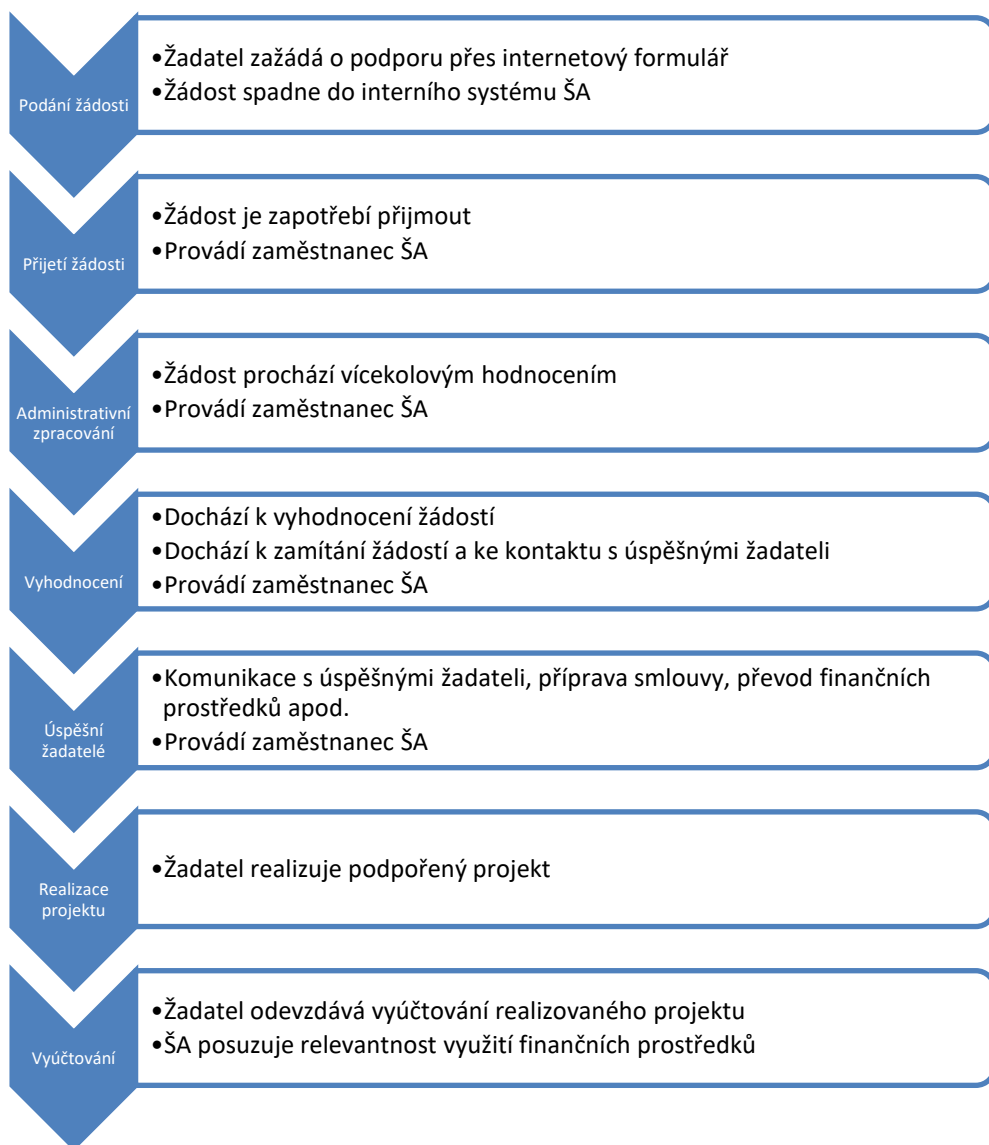 Podání žádosti
•Žadatel zažádá o podporu přes internetový formulář
•Žádost spadne do interního systému ŠA
Přijetí žádosti
•Žádost je zapotřebí přijmout
•Provádí zaměstnanec ŠA
Administrativní
zpracování
•Žádost prochází vícekolovým hodnocením
•Provádí zaměstnanec ŠA
Vyhodnocení
•Dochází k vyhodnocení žádostí
•Dochází k zamítání žádostí a ke kontaktu s úspěšnými žadateli
•Provádí zaměstnanec ŠA
Úspěšní
žadatelé
•Komunikace s úspěšnými žadateli, příprava smlouvy, převod finančních
prostředků apod.
•Provádí zaměstnanec ŠA
Realizace
projektu
•Žadatel realizuje podpořený projekt
Vyúčtování
•Žadatel odevzdává vyúčtování realizovaného projektu
•ŠA posuzuje relevantnost využití finančních prostředků